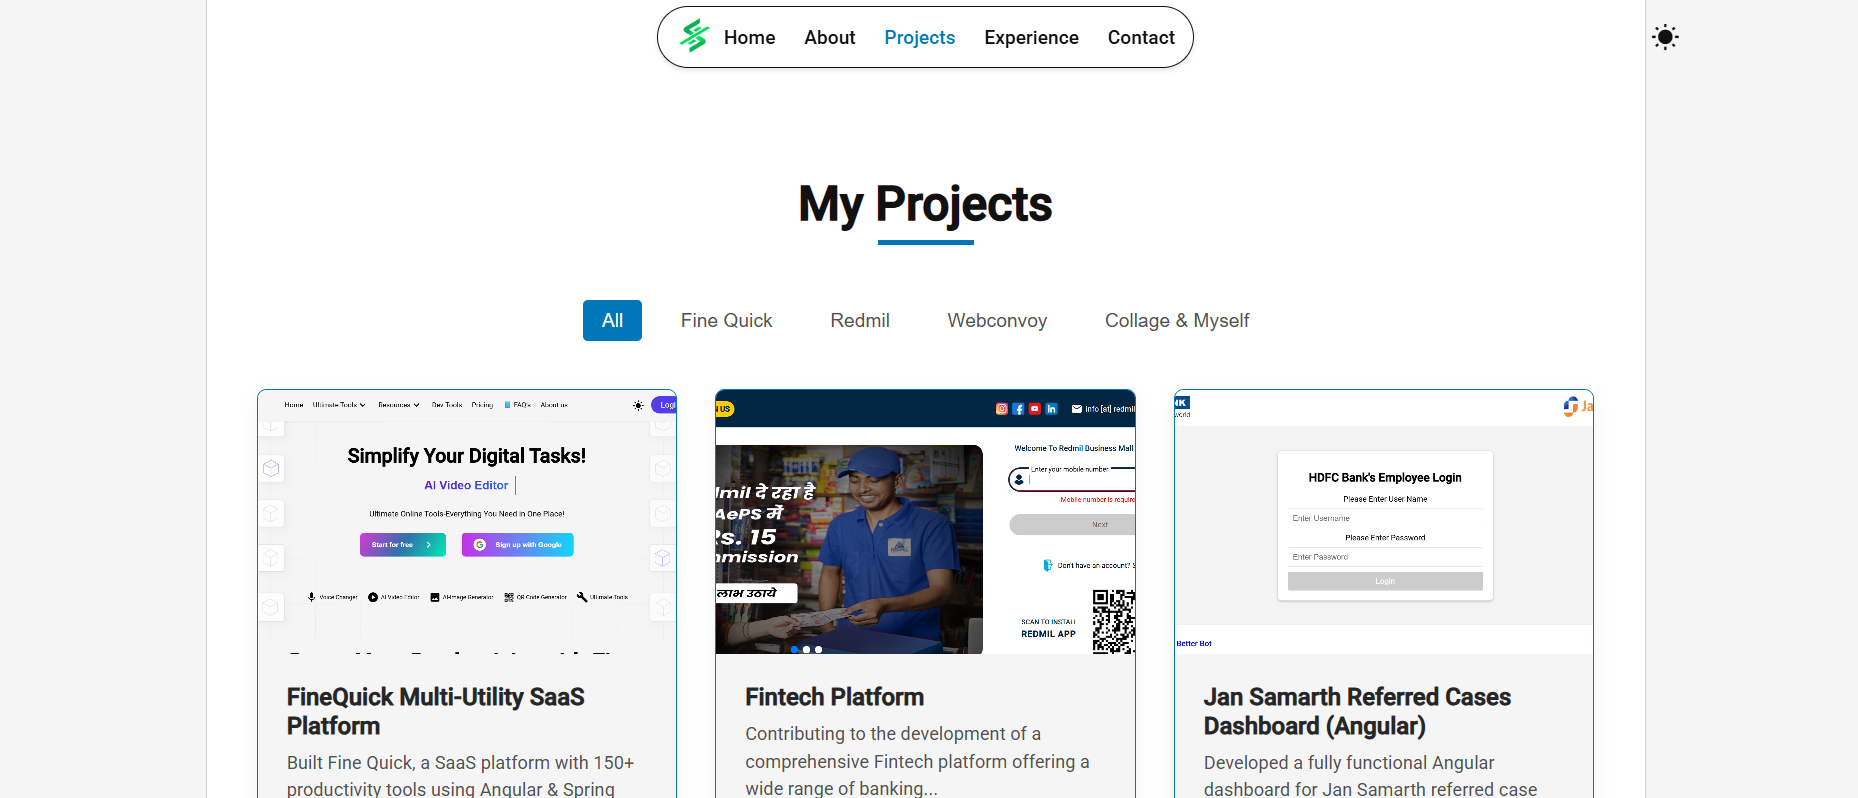 Home About Projects Experience Contact
My Projects
All Fine Quick Redmil Webconvoy Collage & Myself
Home Ultimate Tools Resources Dev Tools Pricing FAQ's About us
Simplify Your Digital Tasks!
AI Video Editor
Ultimate Online Tools-Everything You Need in One Place!
Start for free Sign up with Google
Voice Changer AI Video Editor AI-Image Generator QR Code Generator Ultimate Tools
FineQuick Multi-Utility SaaS
Platform
Built Fine Quick, a SaaS platform with 150+
productivity tools using Angular & Spring
US
info [at] redmil
Welcome To Redmil Business Mall
Enter your mobile number
Mobile number is require
Next
Don't have an account? S
SCAN TO INSTALL
REDMIL APP
दे रहा है
AePS में
Rs. 15
mmission
लाभ उठाये
Fintech Platform
Contributing to the development of a
comprehensive Fintech platform offering a
wide range of banking...
NK
world
Ja
HDFC Bank's Employee Login
Please Enter User Name
Enter Username
Please Enter Password
Enter Password
Login
Better Bot
Jan Samarth Referred Cases
Dashboard (Angular)
Developed a fully functional Angular
dashboard for Jan Samarth referred case